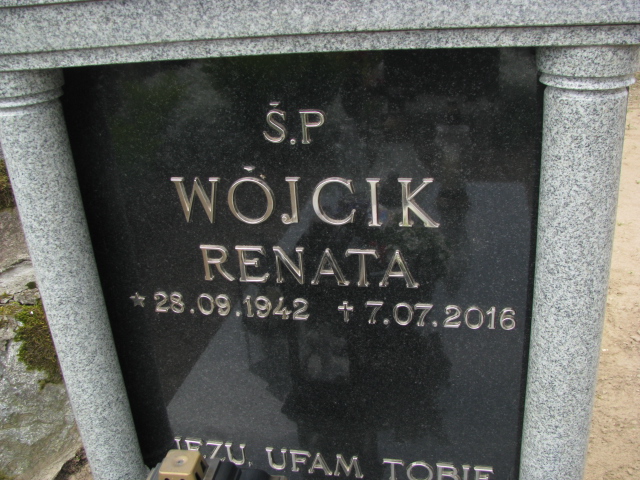 Ś.P
WÓJCIK
RENATA
* 28.09.1942 † 7.07.2016
JEZU, UFAM TOBIE